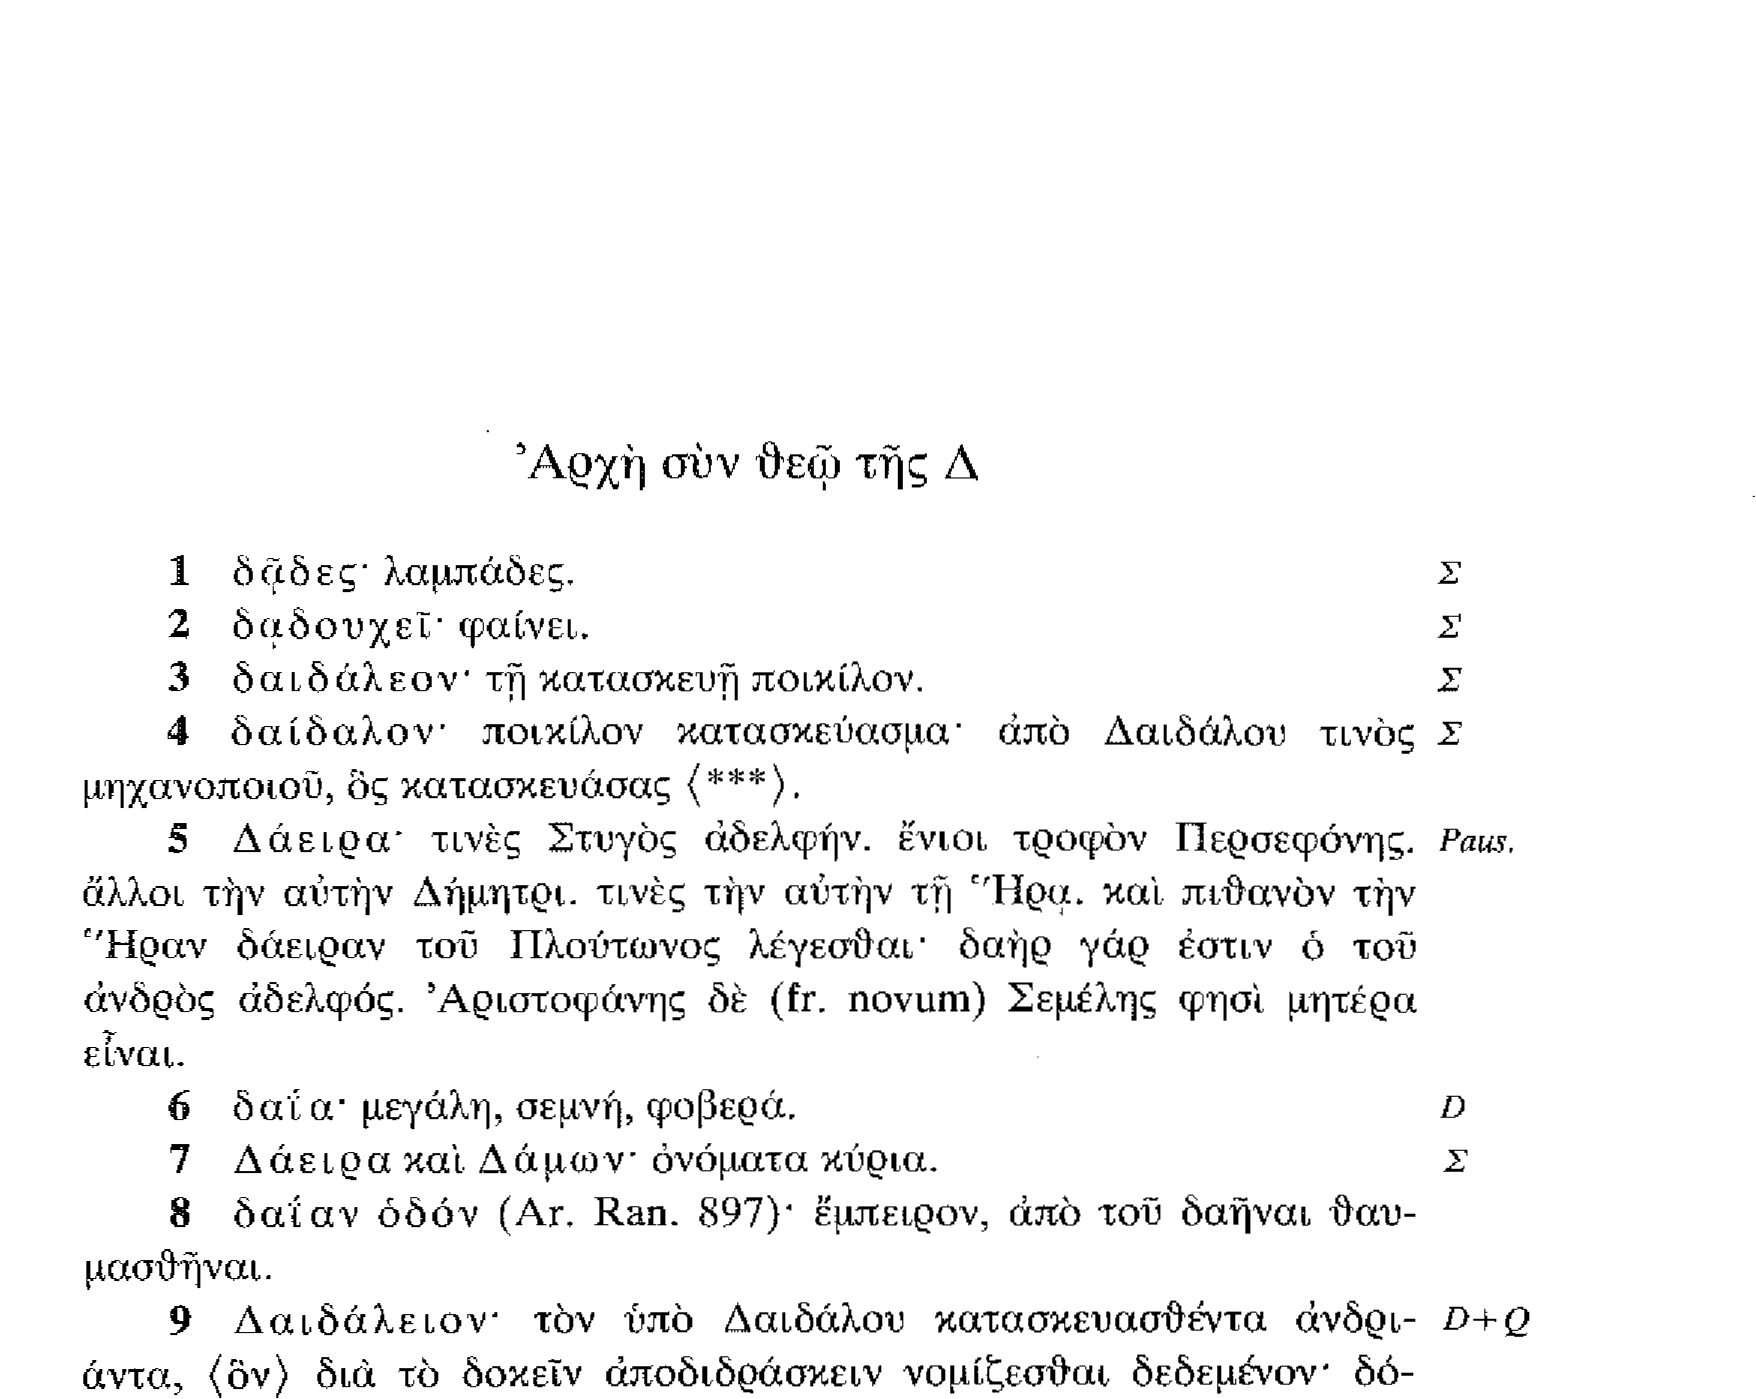 Ἀρχὴ σὺν θεῷ τῆς Δ
1 δᾷδες· λαμπάδες. Σ
2 δᾳδουχεῖ· φαίνει. Σ
3 δαιδάλεον· τῇ κατασκευῇ ποικίλον. Σ
4 δαίδαλον· ποικίλον κατασκεύασμα· ἀπὸ Δαιδάλου τινὸς Σ
μηχανοποιοῦ, ὃς κατασκευάσας ⟨***⟩.
5 Δάειρα· τινὲς Στυγὸς ἀδελφήν. ἔνιοι τροφὸν Περσεφόνης. Paus.
ἄλλοι τὴν αὐτὴν Δήμητρι. τινὲς τὴν αὐτὴν τῇ Ἥρᾳ. καὶ πιθανὸν τὴν
Ἥραν δάειραν τοῦ Πλούτωνος λέγεσθαι· δαὴρ γάρ ἐστιν ὁ τοῦ
ἀνδρὸς ἀδελφός. Ἀριστοφάνης δὲ (fr. novum) Σεμέλης φησὶ μητέρα
εἶναι.
6 δαΐα· μεγάλη, σεμνή, φοβερά. D
7 Δάειρα καὶ Δάμων· ὀνόματα κύρια. Σ
8 δαΐαν ὁδόν (Ar. Ran. 897)· ἔμπειρον, ἀπὸ τοῦ δαῆναι θαυ-
μασθῆναι.
9 Δαιδάλειον· τὸν ὑπὸ Δαιδάλου κατασκευασθέντα ἀνδρι- D+Q
άντα, ⟨ὃν⟩ διὰ τὸ δοκεῖν ἀποδιδράσκειν νομίζεσθαι δεδεμένον· δό-